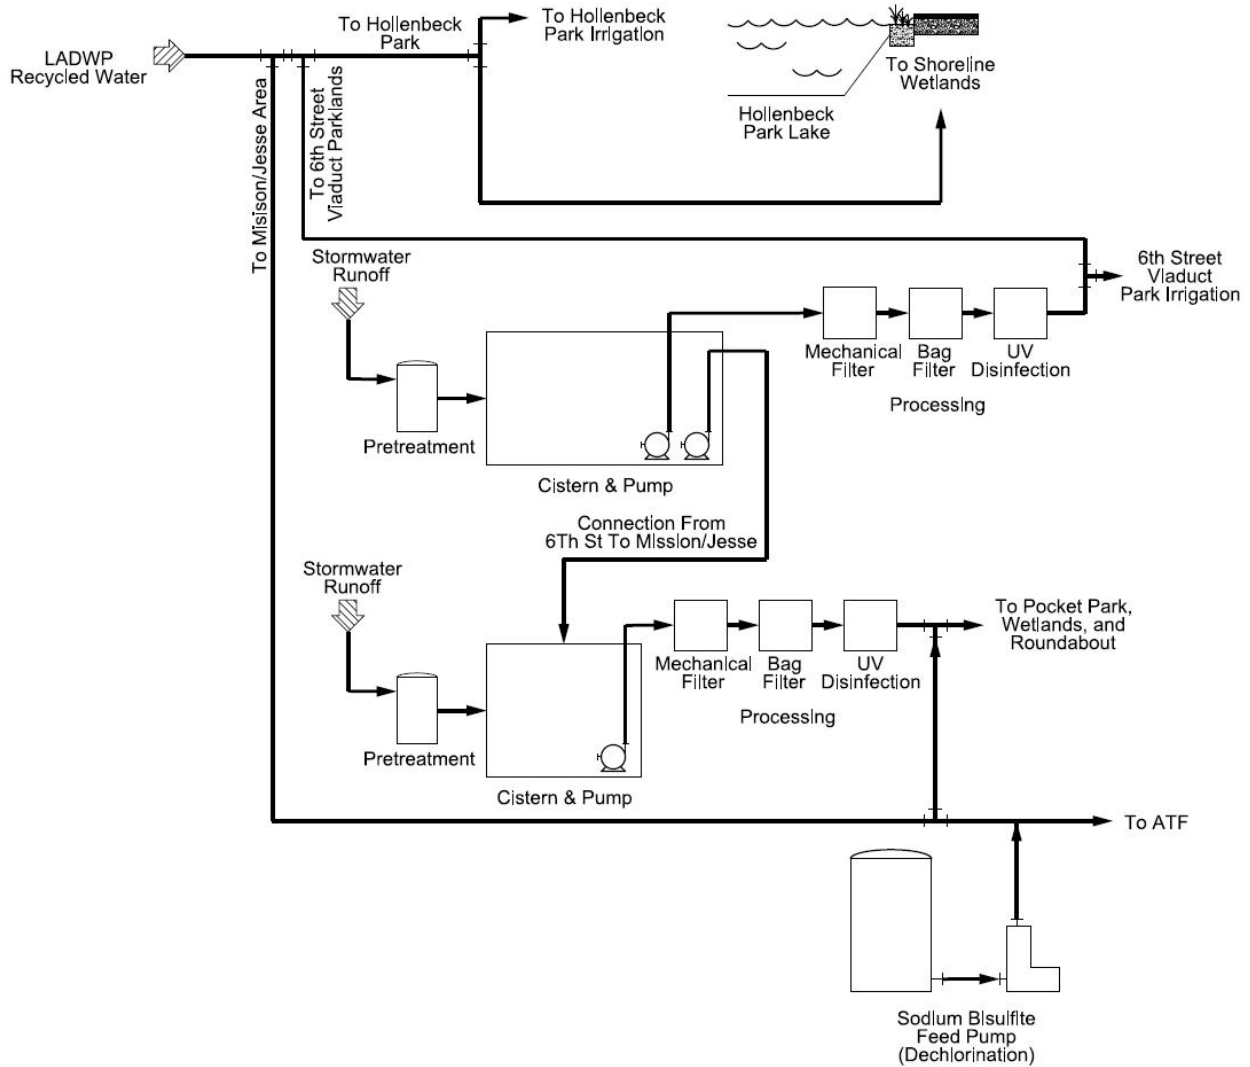 To Hollenbeck
Park
To Hollenbeck
Park Irrigation
LADWP
Recycled Water
To Shoreline
Wetlands
Hollenbeck
Park Lake
To Misison/Jesse Area
To 6th Street
Viaduct Parklands
Stormwater
Runoff
6th Street
Viaduct
Park Irrigation
Mechanical
Filter
Bag
Filter
UV
Disinfection
Processing
Pretreatment
Cistern & Pump
Connection From
6Th St To Mission/Jesse
Stormwater
Runoff
To Pocket Park,
Wetlands, and
Roundabout
Mechanical
Filter
Bag
Filter
UV
Disinfection
Processing
Pretreatment
Cistern & Pump
To ATF
Sodium Bisulfite
Feed Pump
(Dechlorination)